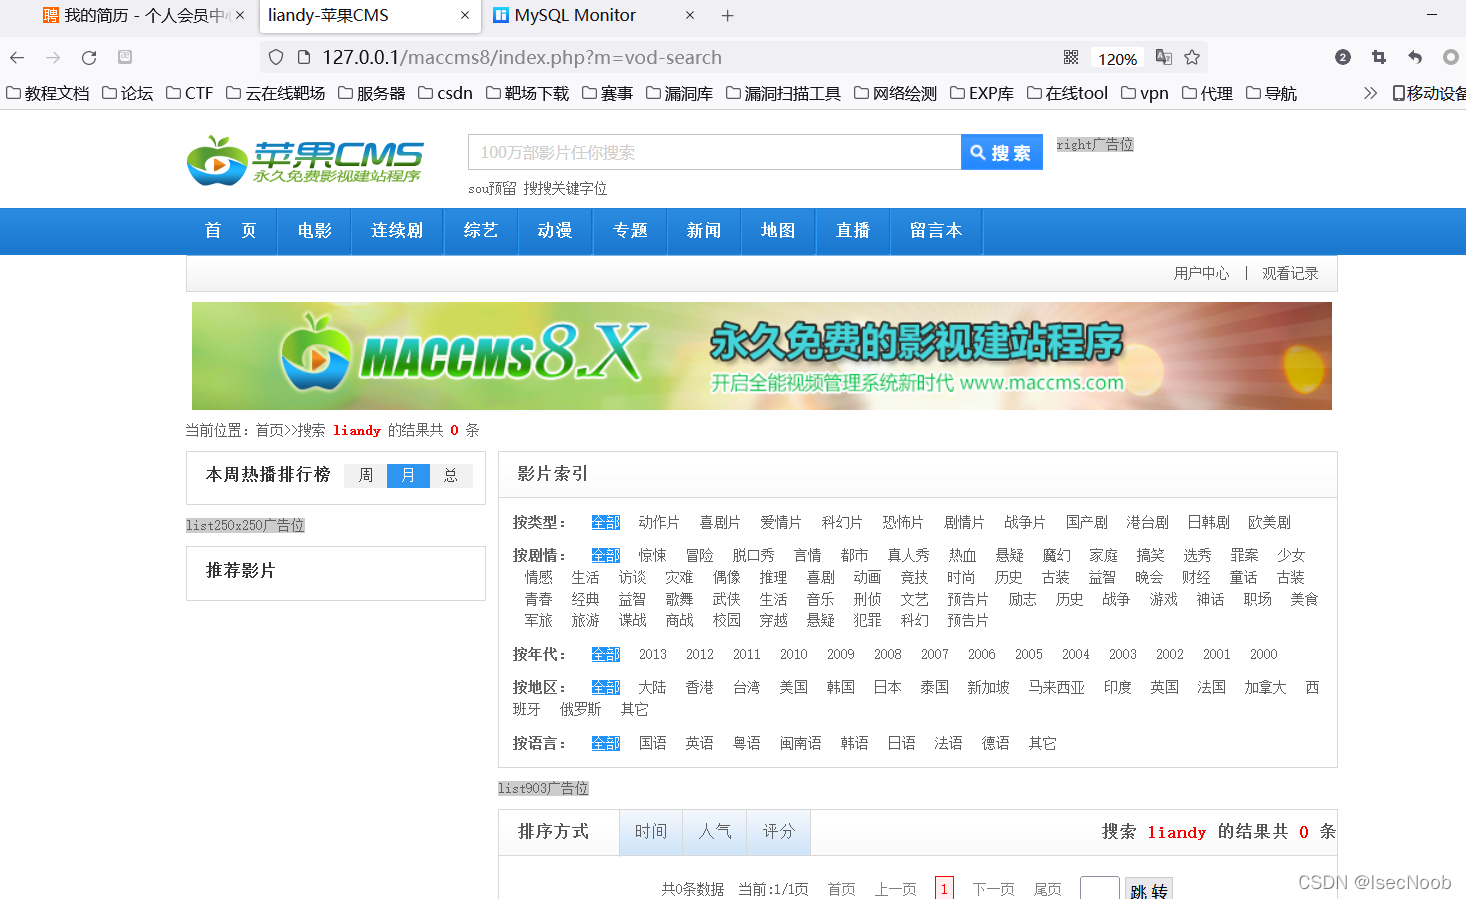 我的简历 - 个人会员中心 × liandy-苹果CMS × MySQL Monitor × +
127.0.0.1/maccms8/index.php?m=vod-search 120% 2
教程文档 论坛 CTF 云在线靶场 服务器 csdn 靶场下载 赛事 漏洞库 漏洞扫描工具 网络绘测 EXP库 在线tool vpn 代理 导航 >> 移动设备
苹果CMS
永久免费影视建站程序
100万部影片任你搜索 搜索 right广告位
sou预留 搜搜关键字位
首 页 电影 连续剧 综艺 动漫 专题 新闻 地图 直播 留言本
用户中心 | 观看记录
MACCMS8.X 永久免费的影视建站程序
开启全能视频管理系统新时代 www.maccms.com
当前位置：首页>>搜索 liandy 的结果共 0 条
本周热播排行榜 周 月 总
list250x250广告位
推荐影片
影片索引
按类型： 全部 动作片 喜剧片 爱情片 科幻片 恐怖片 剧情片 战争片 国产剧 港台剧 日韩剧 欧美剧
按剧情： 全部 惊悚 冒险 脱口秀 言情 都市 真人秀 热血 悬疑 魔幻 家庭 搞笑 选秀 罪案 少女
情感 生活 访谈 灾难 偶像 推理 喜剧 动画 竞技 时尚 历史 古装 益智 晚会 财经 童话 古装
青春 经典 益智 歌舞 武侠 生活 音乐 刑侦 文艺 预告片 励志 历史 战争 游戏 神话 职场 美食
军旅 旅游 谍战 商战 校园 穿越 悬疑 犯罪 科幻 预告片
按年代： 全部 2013 2012 2011 2010 2009 2008 2007 2006 2005 2004 2003 2002 2001 2000
按地区： 全部 大陆 香港 台湾 美国 韩国 日本 泰国 新加坡 马来西亚 印度 英国 法国 加拿大 西
班牙 俄罗斯 其它
按语言： 全部 国语 英语 粤语 闽南语 韩语 日语 法语 德语 其它
list903广告位
排序方式 时间 人气 评分 搜索 liandy 的结果共 0 条
共0条数据 当前:1/1页 首页 上一页 1 下一页 尾页 跳转
CSDN @IsecNoob